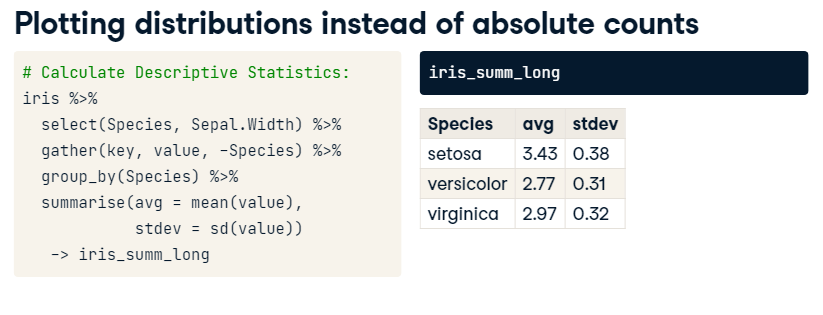 Plotting distributions instead of absolute counts
# Calculate Descriptive Statistics:
iris %>%
  select(Species, Sepal.Width) %>%
  gather(key, value, -Species) %>%
  group_by(Species) %>%
  summarise(avg = mean(value),
            stdev = sd(value))
   -> iris_summ_long
iris_summ_long
Species avg stdev
setosa 3.43 0.38
versicolor 2.77 0.31
virginica 2.97 0.32